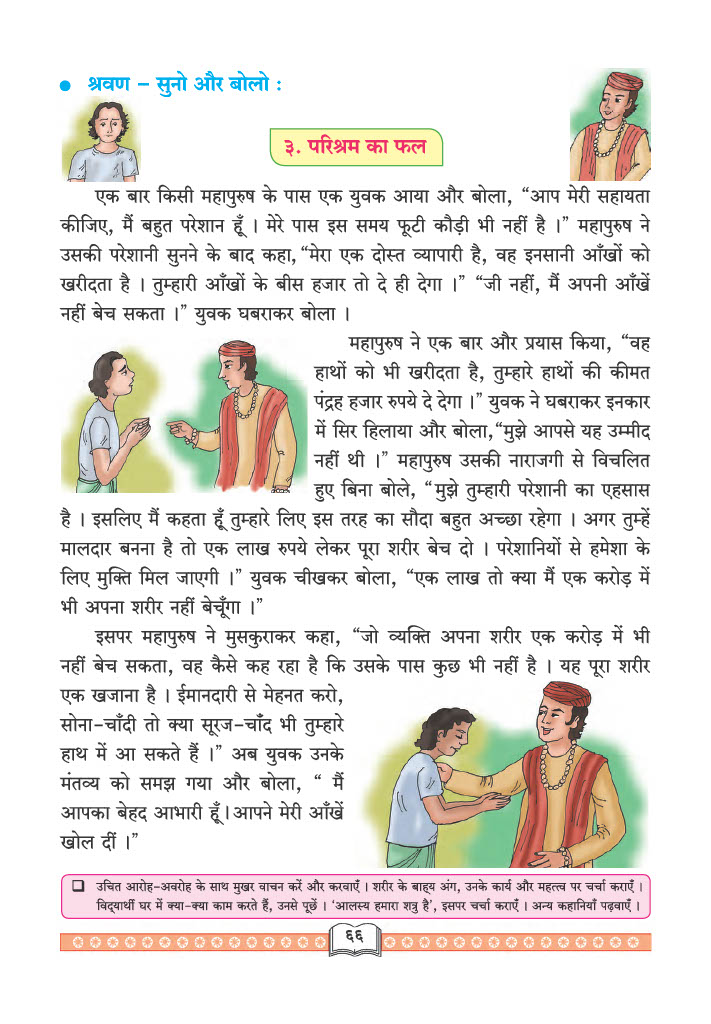 ● श्रवण – सुनो और बोलो :
३. परिश्रम का फल
एक बार किसी महापुरुष के पास एक युवक आया और बोला, “आप मेरी सहायता
कीजिए, मैं बहुत परेशान हूँ । मेरे पास इस समय फूटी कौड़ी भी नहीं है ।” महापुरुष ने
उसकी परेशानी सुनने के बाद कहा, “मेरा एक दोस्त व्यापारी है, वह इनसानी आँखों को
खरीदता है । तुम्हारी आँखों के बीस हजार तो दे ही देगा ।” “जी नहीं, मैं अपनी आँखें
नहीं बेच सकता ।” युवक घबराकर बोला ।
महापुरुष ने एक बार और प्रयास किया, “वह
हाथों को भी खरीदता है, तुम्हारे हाथों की कीमत
पंद्रह हजार रुपये दे देगा ।” युवक ने घबराकर इनकार
में सिर हिलाया और बोला, “मुझे आपसे यह उम्मीद
नहीं थी ।” महापुरुष उसकी नाराजगी से विचलित
हुए बिना बोले, “ मुझे तुम्हारी परेशानी का एहसास
है । इसलिए मैं कहता हूँ तुम्हारे लिए इस तरह का सौदा बहुत अच्छा रहेगा । अगर तुम्हें
मालदार बनना है तो एक लाख रुपये लेकर पूरा शरीर बेच दो । परेशानियों से हमेशा के
लिए मुक्ति मिल जाएगी ।” युवक चीखकर बोला, “एक लाख तो क्या मैं एक करोड़ में
भी अपना शरीर नहीं बेचूँगा ।”
इसपर महापुरुष ने मुसकुराकर कहा, “जो व्यक्ति अपना शरीर एक करोड़ में भी
नहीं बेच सकता, वह कैसे कह रहा है कि उसके पास कुछ भी नहीं है । यह पूरा शरीर
एक खजाना है । ईमानदारी से मेहनत करो,
सोना-चाँदी तो क्या सूरज-चाँद भी तुम्हारे
हाथ में आ सकते हैं ।” अब युवक उनके
मंतव्य को समझ गया और बोला, “ मैं
आपका बेहद आभारी हूँ। आपने मेरी आँखें
खोल दीं ।”
❑ उचित आरोह-अवरोह के साथ मुखर वाचन करें और करवाएँ । शरीर के बाह्य अंग, उनके कार्य और महत्त्व पर चर्चा कराएँ ।
विद्यार्थी घर में क्या-क्या काम करते हैं, उनसे पूछें । ‘आलस्य हमारा शत्रु है’, इसपर चर्चा कराएँ । अन्य कहानियाँ पढ़वाएँ ।
६६